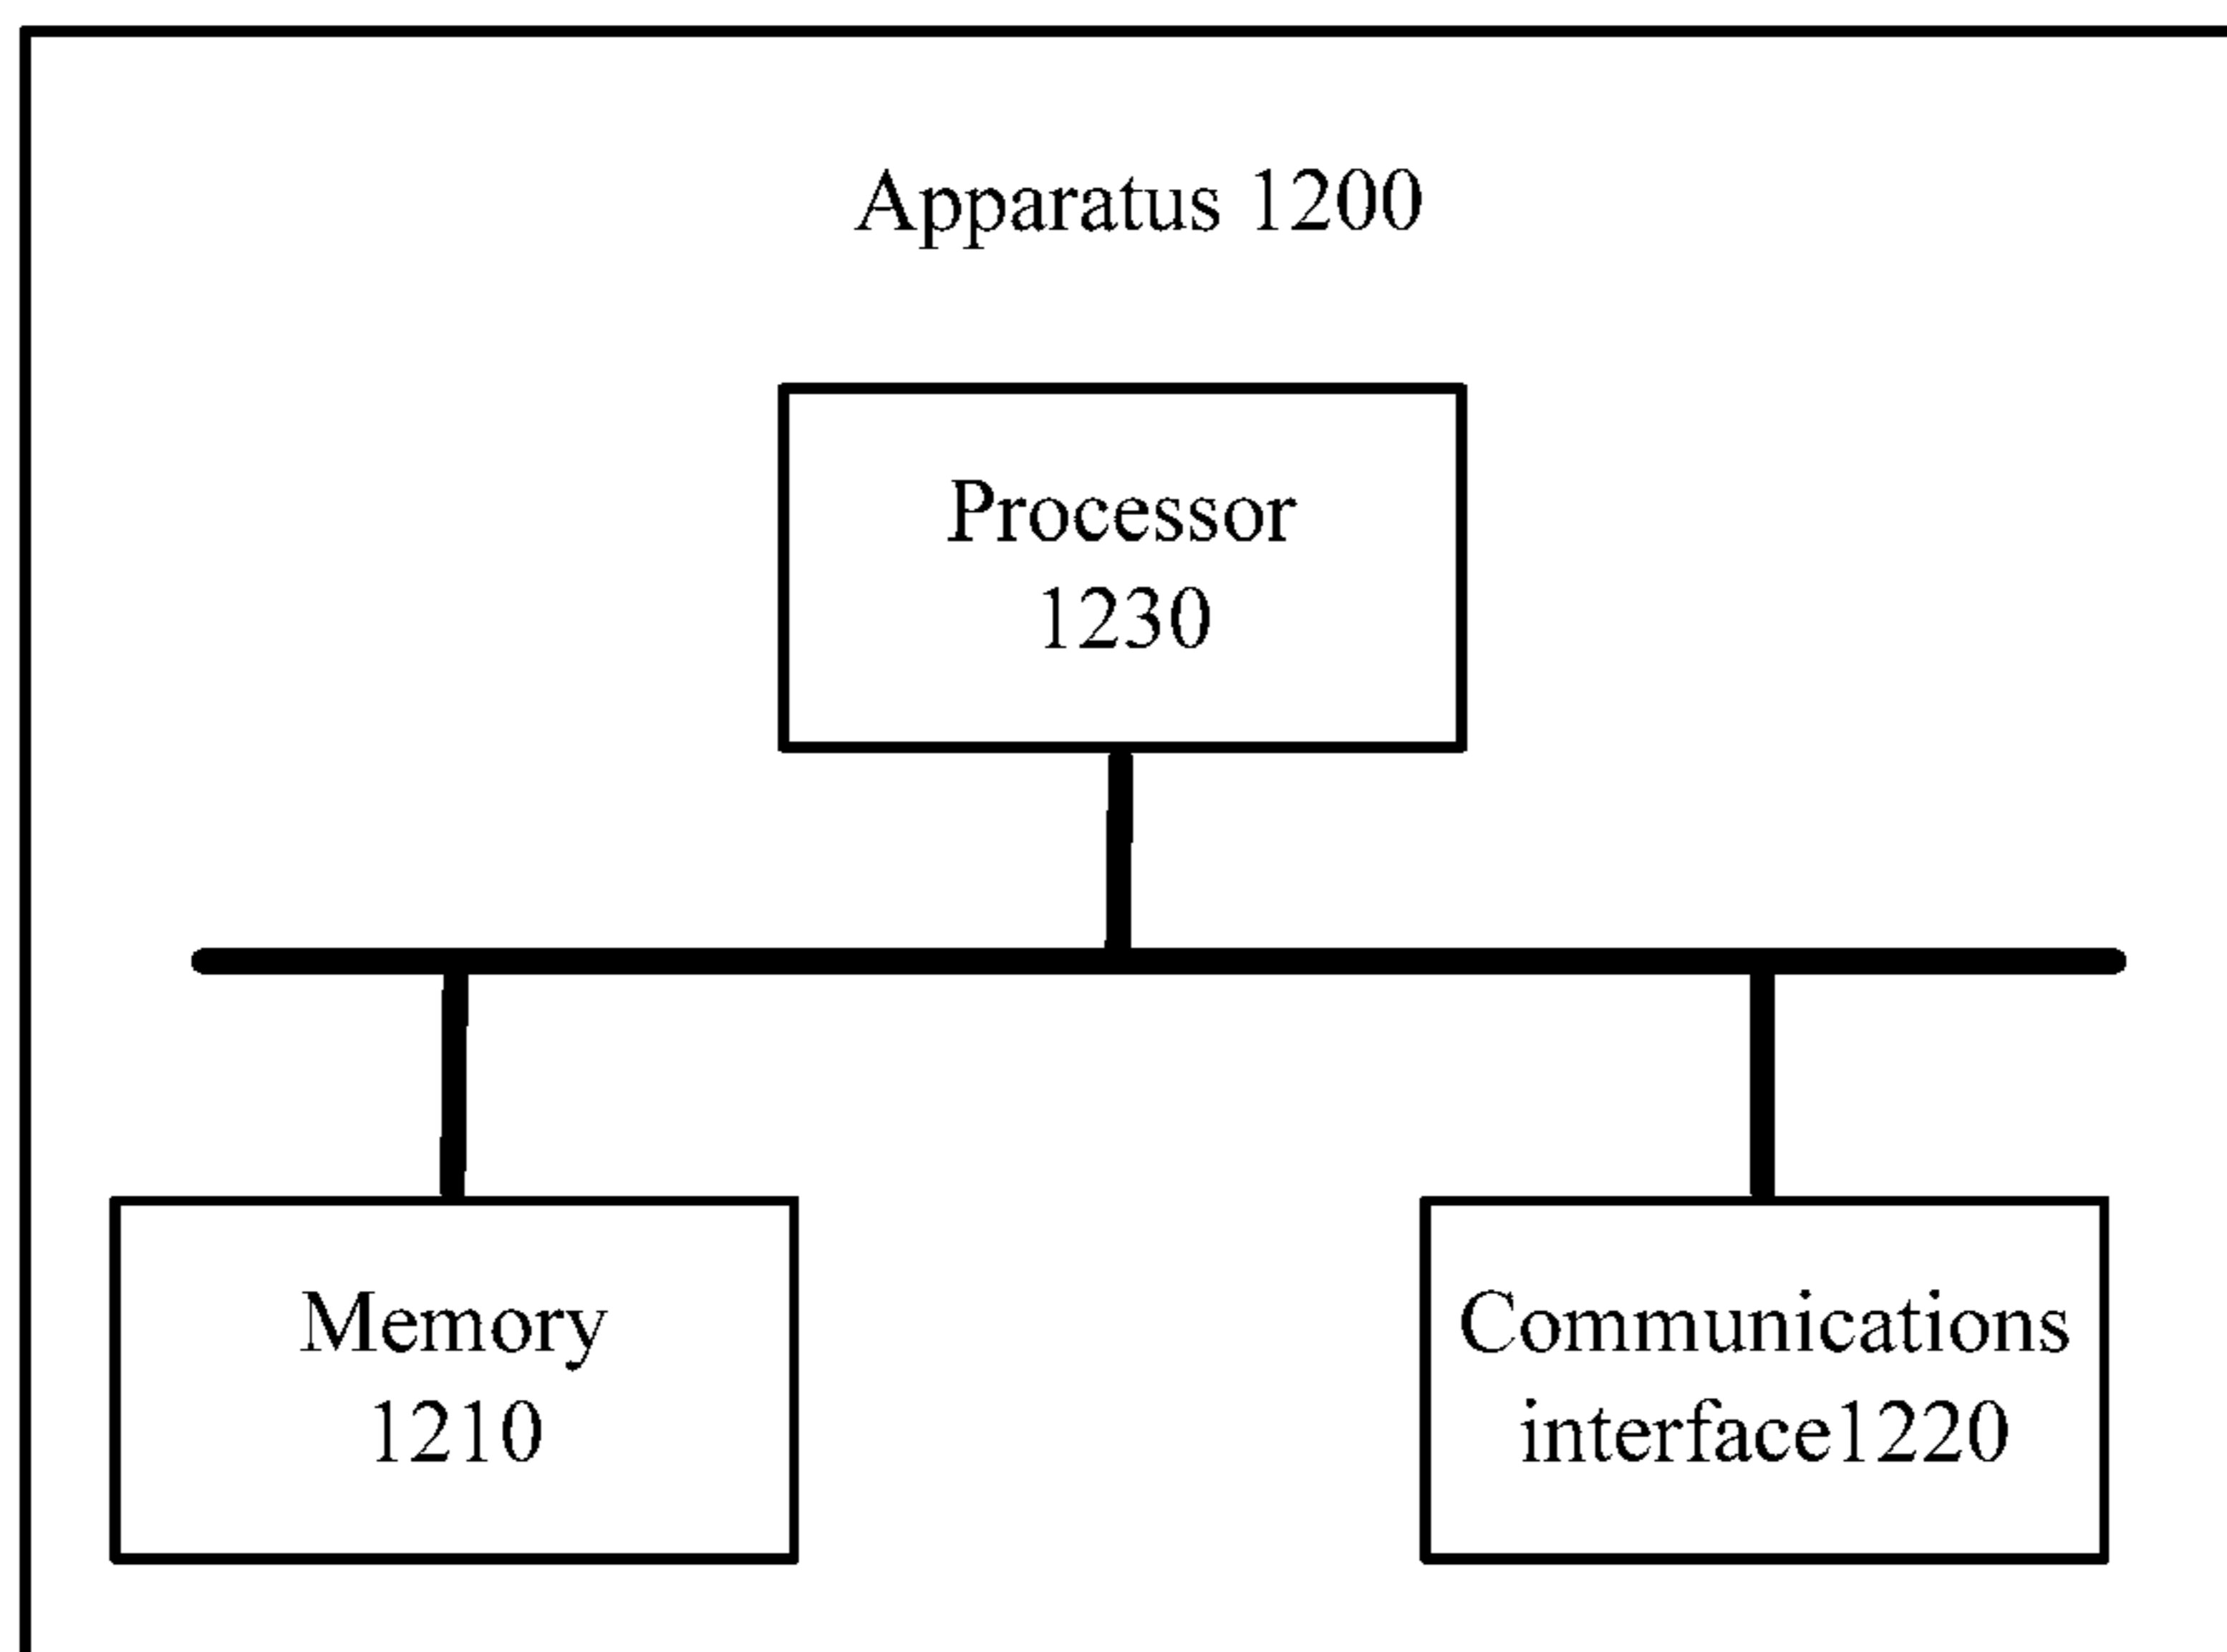 Apparatus 1200
Processor
1230
Memory
1210
Communications
interface1220